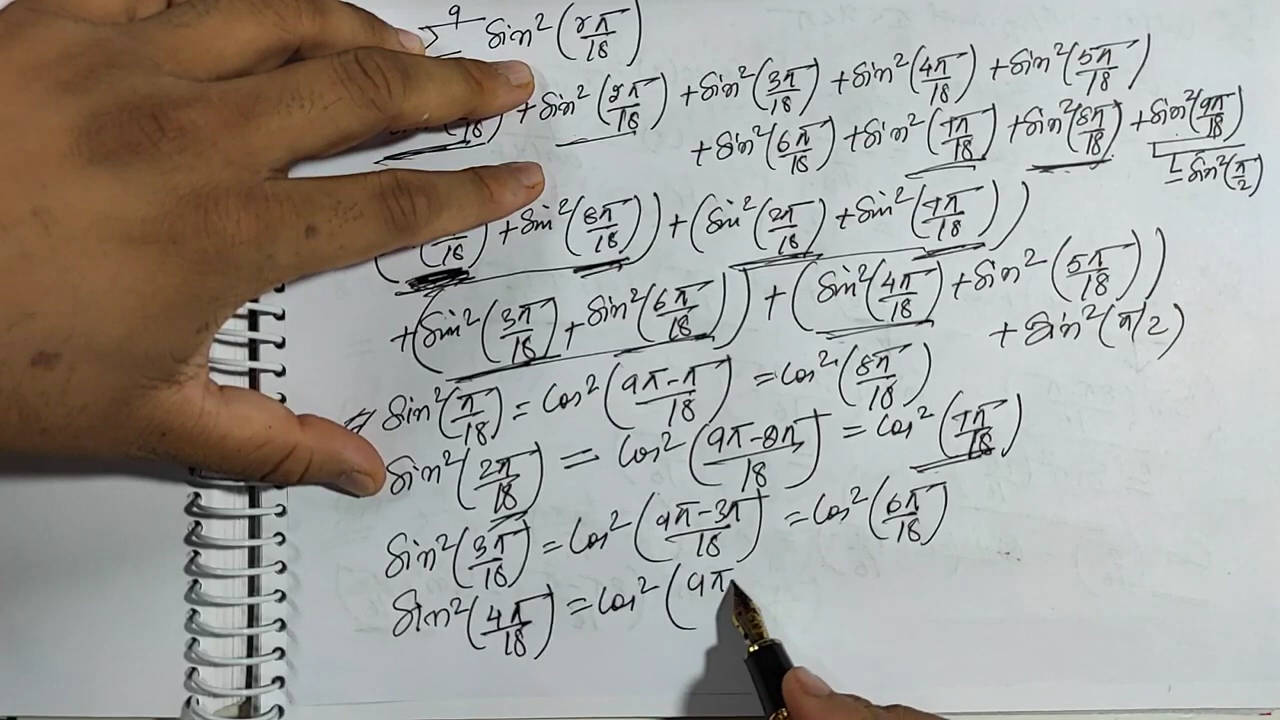 9
∑ sin² (rπ/18)
+ sin² (2π/18) + sin² (3π/18) + sin² (4π/18) + sin² (5π/18)
+ sin² (6π/18) + sin² (7π/18) + sin² (8π/18) + sin² (9π/18)
= sin² (π/2)
+ sin² (8π/18)) + (sin² (2π/18) + sin² (7π/18))
+ (sin² (3π/18) + sin² (6π/18)) + (sin² (4π/18) + sin² (5π/18))
+ sin² (π/2)
⇒ sin² (π/18) = cos² (9π-π/18) = cos² (8π/18)
sin² (2π/18) = cos² (9π-2π/18) = cos² (7π/18)
sin² (3π/18) = cos² (9π-3π/18) = cos² (6π/18)
sin² (4π/18) = cos² (9π